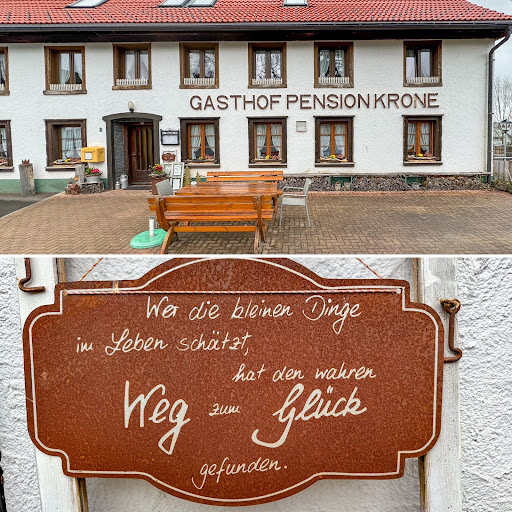 GASTHOF PENSION KRONE
Wer die kleinen Dinge
im Leben schätzt,
hat den wahren
Weg zum Glück
gefunden.